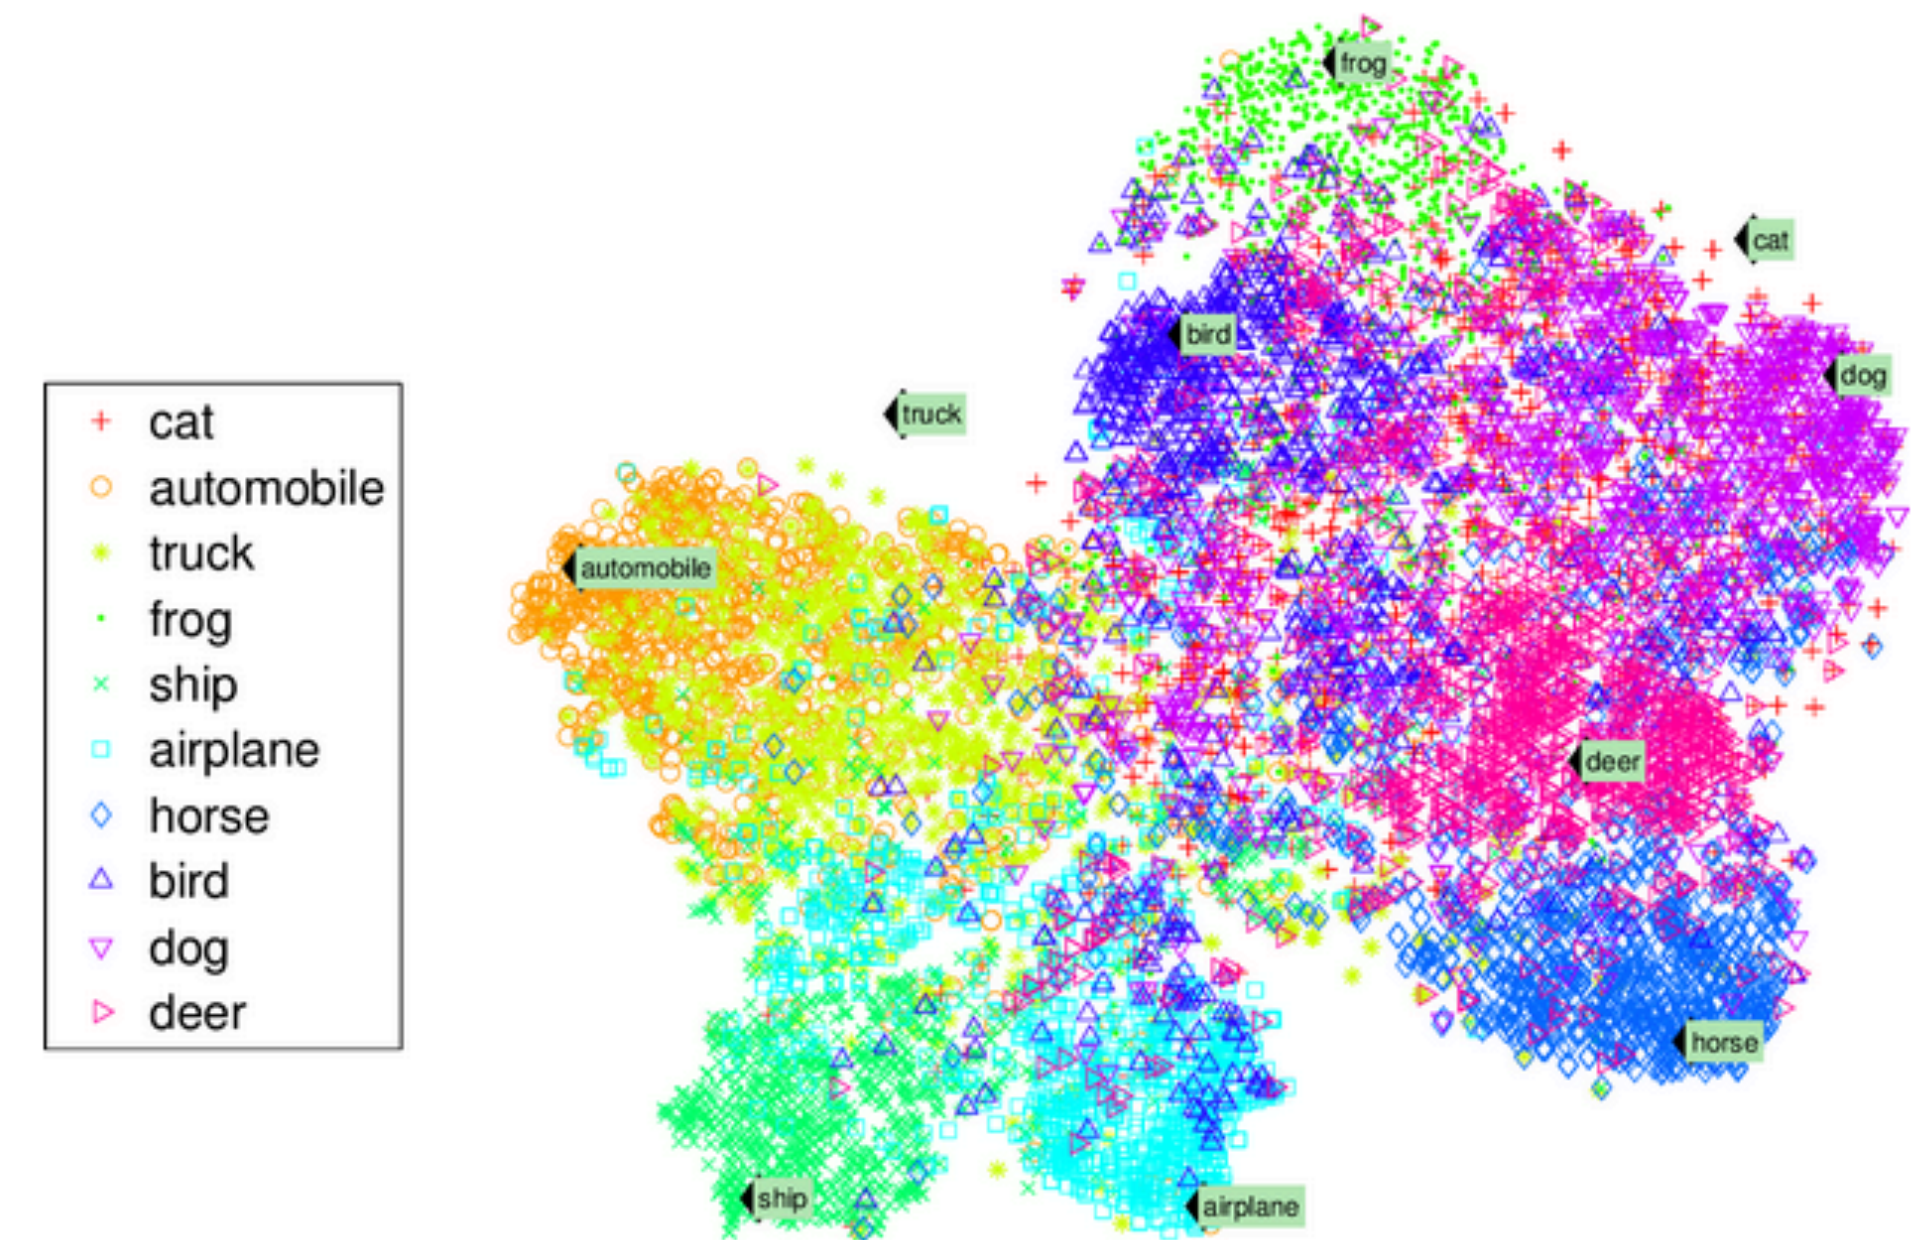 cat
automobile
truck
frog
ship
airplane
horse
bird
dog
deer
frog
cat
bird
dog
truck
automobile
deer
horse
ship
airplane